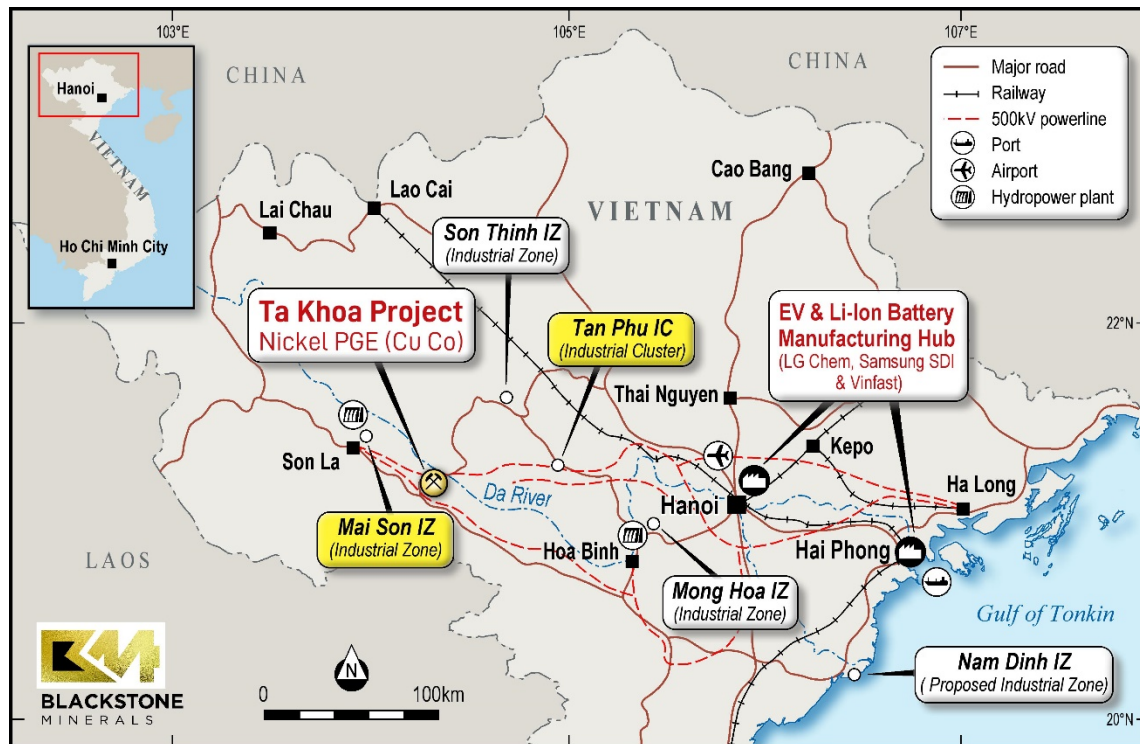 103°E
105°E
107°E
CHINA
CHINA
Hanoi
VIETNAM
Ho Chi Minh City
Major road
Railway
500kV powerline
Port
Airport
Hydropower plant
Cao Bang
Lao Cai
Lai Chau
VIETNAM
Son Thinh IZ
(Industrial Zone)
Ta Khoa Project
Nickel PGE (Cu Co)
Tan Phu IC
(Industrial Cluster)
EV & Li-Ion Battery
Manufacturing Hub
(LG Chem, Samsung SDI
& Vinfast)
22°N
Thai Nguyen
Kepo
Son La
Da River
Hanoi
Ha Long
Mai Son IZ
(Industrial Zone)
Hoa Binh
Hai Phong
LAOS
Mong Hoa IZ
(Industrial Zone)
Gulf of Tonkin
BM
BLACKSTONE
MINERALS
N
0
100km
Nam Dinh IZ
( Proposed Industrial Zone)
20°N